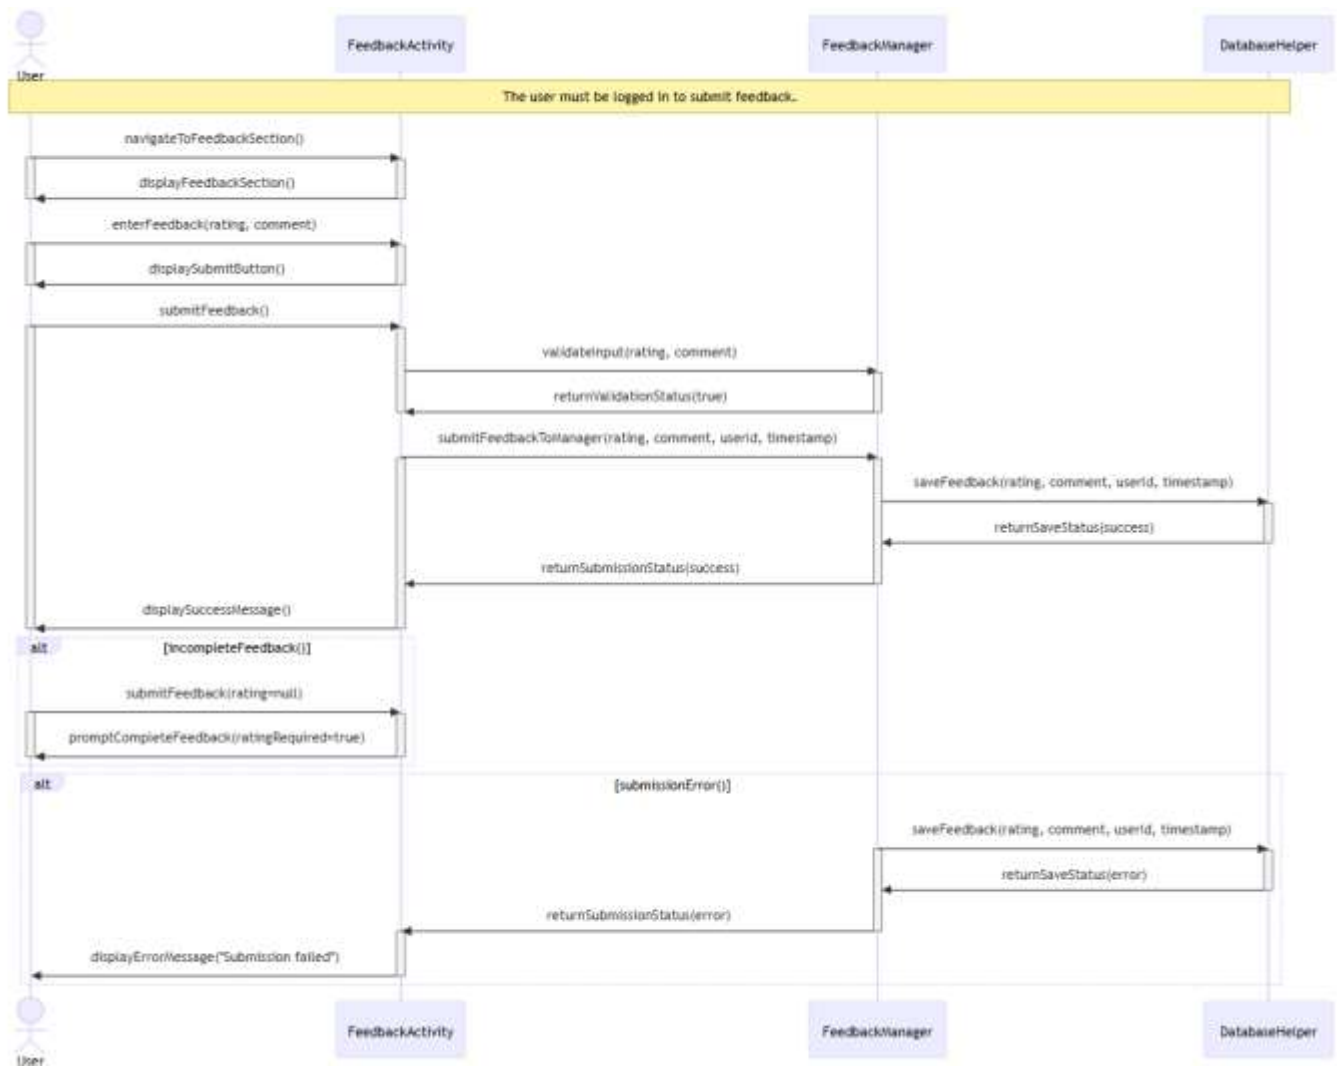 FeedbackActivity
FeedbackManager
DatabaseHelper
User
The user must be logged in to submit feedback.
navigateToFeedbackSection()
displayFeedbackSection()
enterFeedback(rating, comment)
displaySubmitButton()
submitFeedback()
validateInput(rating, comment)
returnValidationStatus(true)
submitFeedbackToManager(rating, comment, userId, timestamp)
saveFeedback(rating, comment, userId, timestamp)
returnSaveStatus(success)
returnSubmissionStatus(success)
displaySuccessMessage()
alt
[incompleteFeedback()]
submitFeedback(rating=null)
promptCompleteFeedback(ratingRequired=true)
alt
[submissionError()]
saveFeedback(rating, comment, userId, timestamp)
returnSaveStatus(error)
returnSubmissionStatus(error)
displayErrorMessage("Submission failed")
FeedbackActivity
FeedbackManager
DatabaseHelper
User